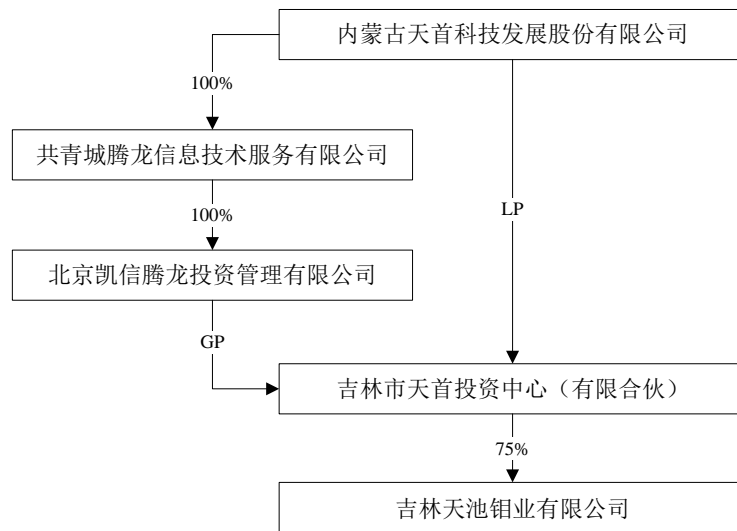 内蒙古天首科技发展股份有限公司
100%
共青城腾龙信息技术服务有限公司
100%
LP
北京凯信腾龙投资管理有限公司
GP
吉林市天首投资中心（有限合伙）
75%
吉林天池钼业有限公司